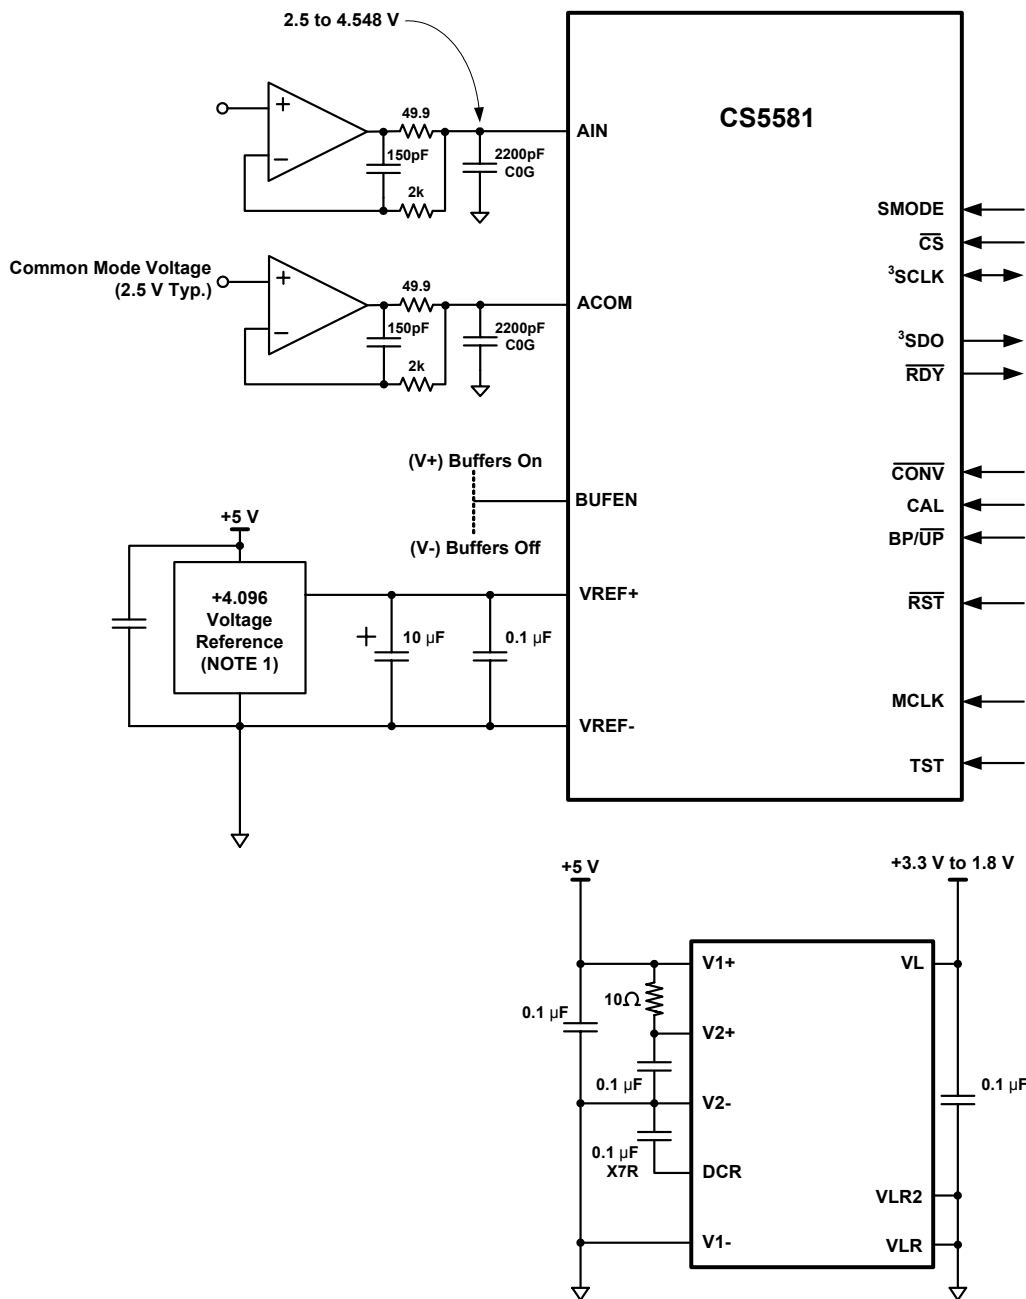 2.5 to 4.548 V
CS5581
+
−
49.9
150pF
2k
2200pF
C0G
AIN
SMODE
CS
³SCLK
³SDO
RDY
Common Mode Voltage
(2.5 V Typ.)
+
−
49.9
150pF
2k
2200pF
C0G
ACOM
(V+) Buffers On
BUFEN
(V-) Buffers Off
CONV
CAL
BP/UP
RST
MCLK
TST
+5 V
+4.096
Voltage
Reference
(NOTE 1)
+
10 µF
0.1 µF
VREF+
VREF-
+5 V
+3.3 V to 1.8 V
V1+
VL
10Ω
0.1 µF
V2+
0.1 µF
V2-
0.1 µF
X7R
DCR
0.1 µF
VLR2
V1-
VLR